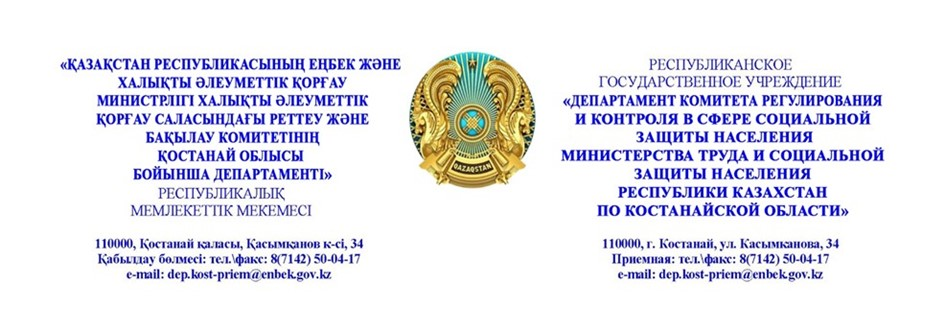 «ҚАЗАҚСТАН РЕСПУБЛИКАСЫНЫҢ ЕҢБЕК ЖӘНЕ
ХАЛЫҚТЫ ӘЛЕУМЕТТІК ҚОРҒАУ
МИНИСТРЛІГІ ХАЛЫҚТЫ ӘЛЕУМЕТТІК
ҚОРҒАУ САЛАСЫНДАҒЫ РЕТТЕУ ЖӘНЕ
БАҚЫЛАУ КОМИТЕТІНІҢ
ҚОСТАНАЙ ОБЛЫСЫ
БОЙЫНША ДЕПАРТАМЕНТІ»
РЕСПУБЛИКАЛІҚ
МЕМЛЕКЕТТІК МЕКЕМЕСІ
110000, Қостанай қаласы, Қасымқанов к-сі, 34
Қабылдау бөлмесі: тел.\факс: 8(7142) 50-04-17
e-mail: dep.kost-priem@enbek.gov.kz
QAZAQSTAN
РЕСПУБЛИКАНСКОЕ
ГОСУДАРСТВЕННОЕ УЧРЕЖДЕНИЕ
«ДЕПАРТАМЕНТ КОМИТЕТА РЕГУЛИРОВАНИЯ
И КОНТРОЛЯ В СФЕРЕ СОЦИАЛЬНОЙ
ЗАЩИТЫ НАСЕЛЕНИЯ
МИНИСТЕРСТВА ТРУДА И СОЦИАЛЬНОЙ
ЗАЩИТЫ НАСЕЛЕНИЯ
РЕСПУБЛИКИ КАЗАХСТАН
ПО КОСТАНАЙСКОЙ ОБЛАСТИ»
110000, г. Костанай, ул. Касымканова, 34
Приемная: тел.\факс: 8(7142) 50-04-17
e-mail: dep.kost-priem@enbek.gov.kz